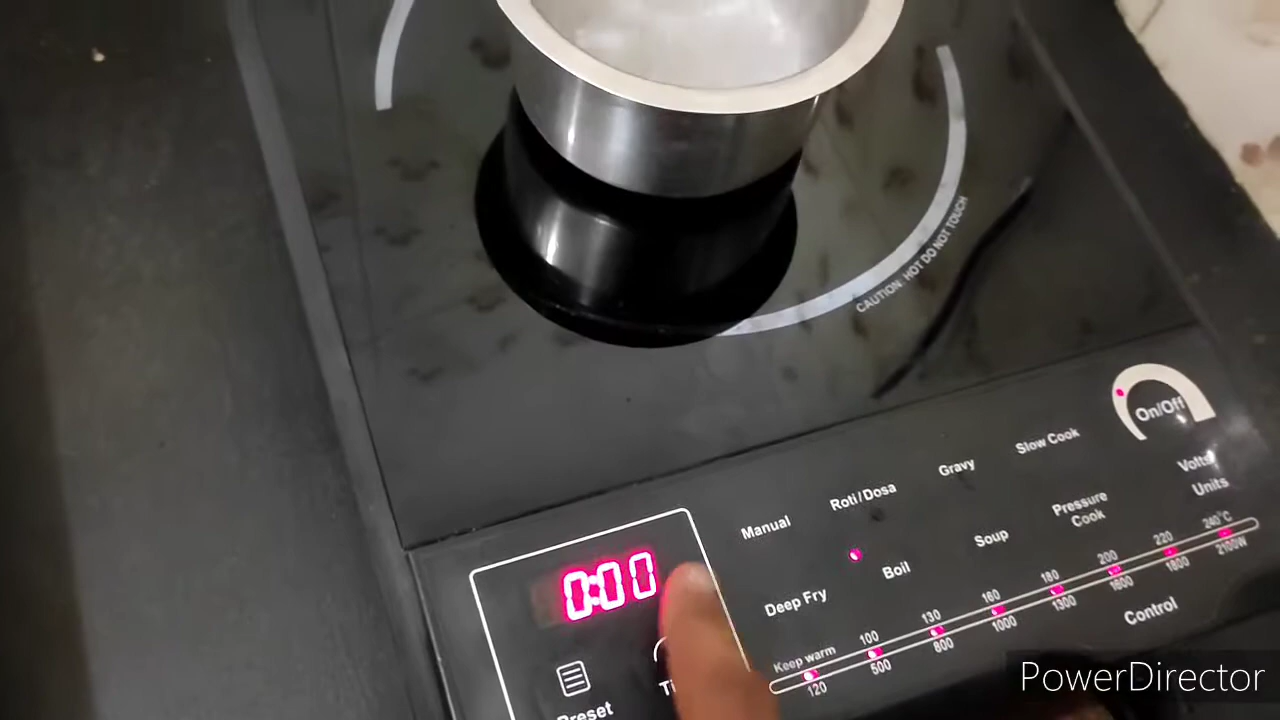 CAUTION: HOT DO NOT TOUCH
On/Off
Slow Cook
Gravy
Roti/Dosa
Manual
Volts
Units
Pressure
Cook
Soup
Boil
Deep Fry
0:00
Keep warm 100 130 160 180 200 220 240°C
120 500 800 1000 1300 1600 1800 2100W
Control
Preset
PowerDirector